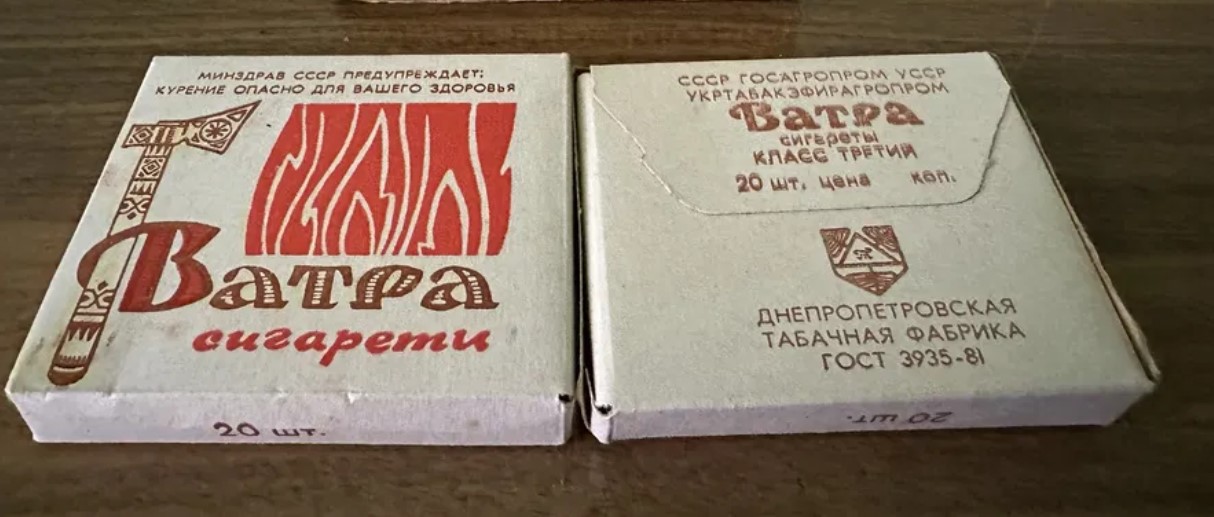 МИНЗДРАВ СССР ПРЕДУПРЕЖДАЕТ:
КУРЕНИЕ ОПАСНО ДЛЯ ВАШЕГО ЗДОРОВЬЯ
Ватра
сигарети
20 шт.
СССР ГОСАГРОПРОМ УССР
УКРТАБАКЭФИРАГРОПРОМ
Ватра
сигареты
КЛАСС ТРЕТИЙ
20 шт. цена коп.
ДНЕПРОПЕТРОВСКАЯ
ТАБАЧНАЯ ФАБРИКА
ГОСТ 3935-81
20 шт.